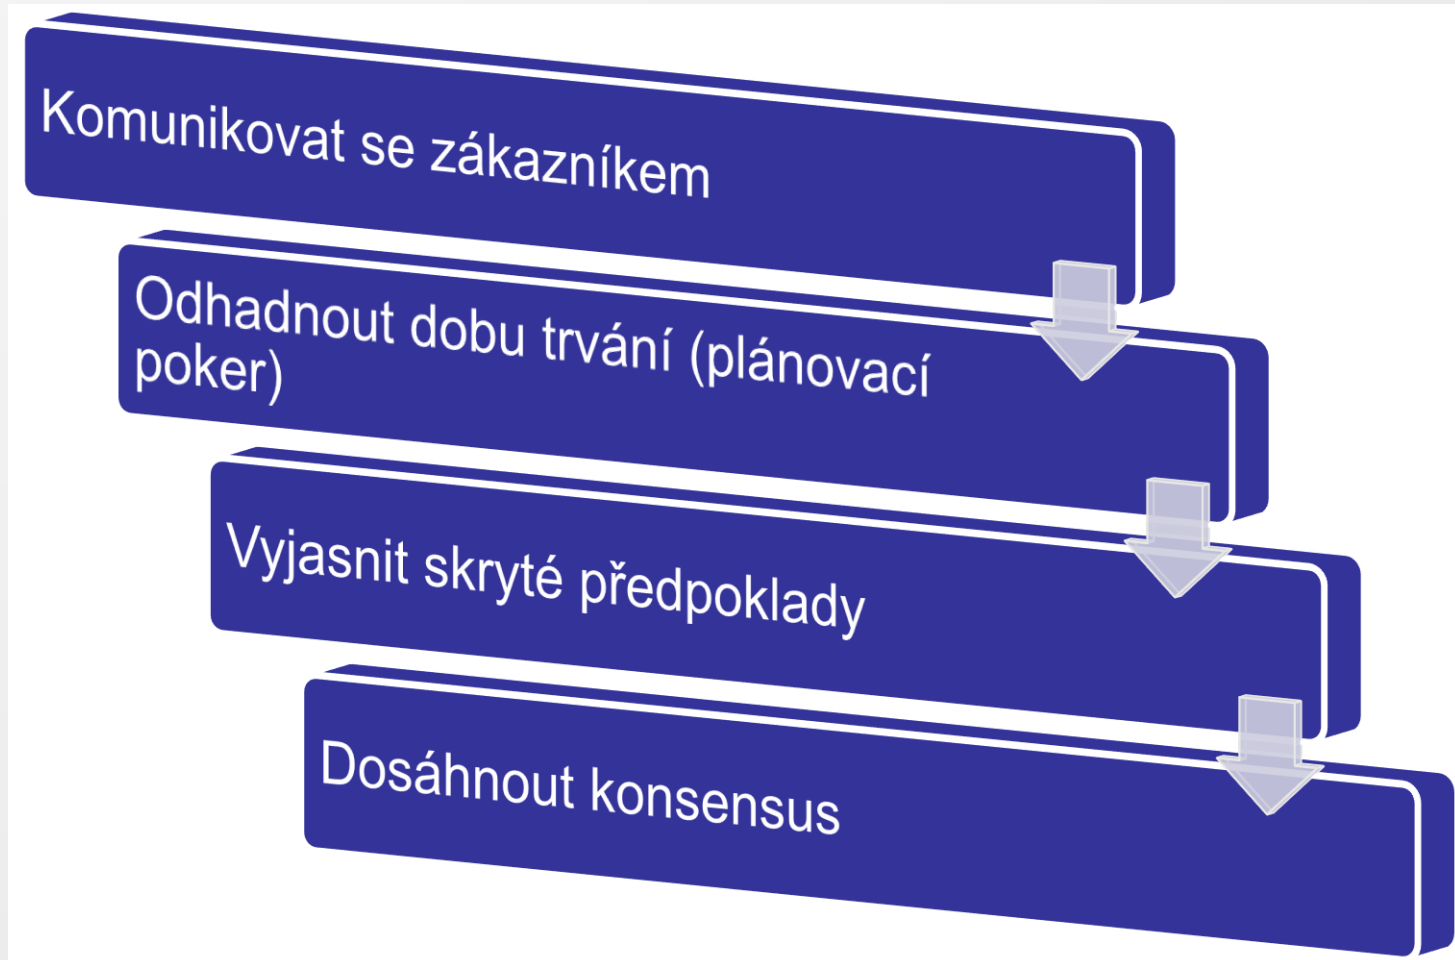 Komunikovat se zákazníkem
Odhadnout dobu trvání (plánovací
poker)
Vyjasnit skryté předpoklady
Dosáhnout konsensus